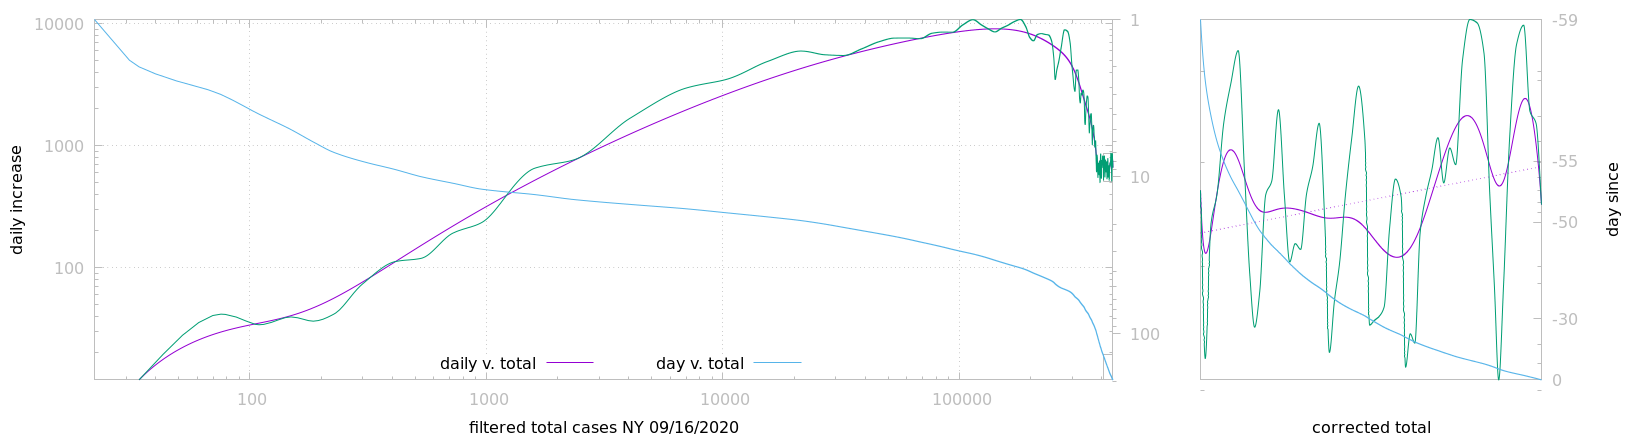 10000
1000
100
daily increase
100
1000
10000
100000
filtered total cases NY 09/16/2020
daily v. total
day v. total
1
10
100
-59
-55
-50
-30
0
day since
corrected total